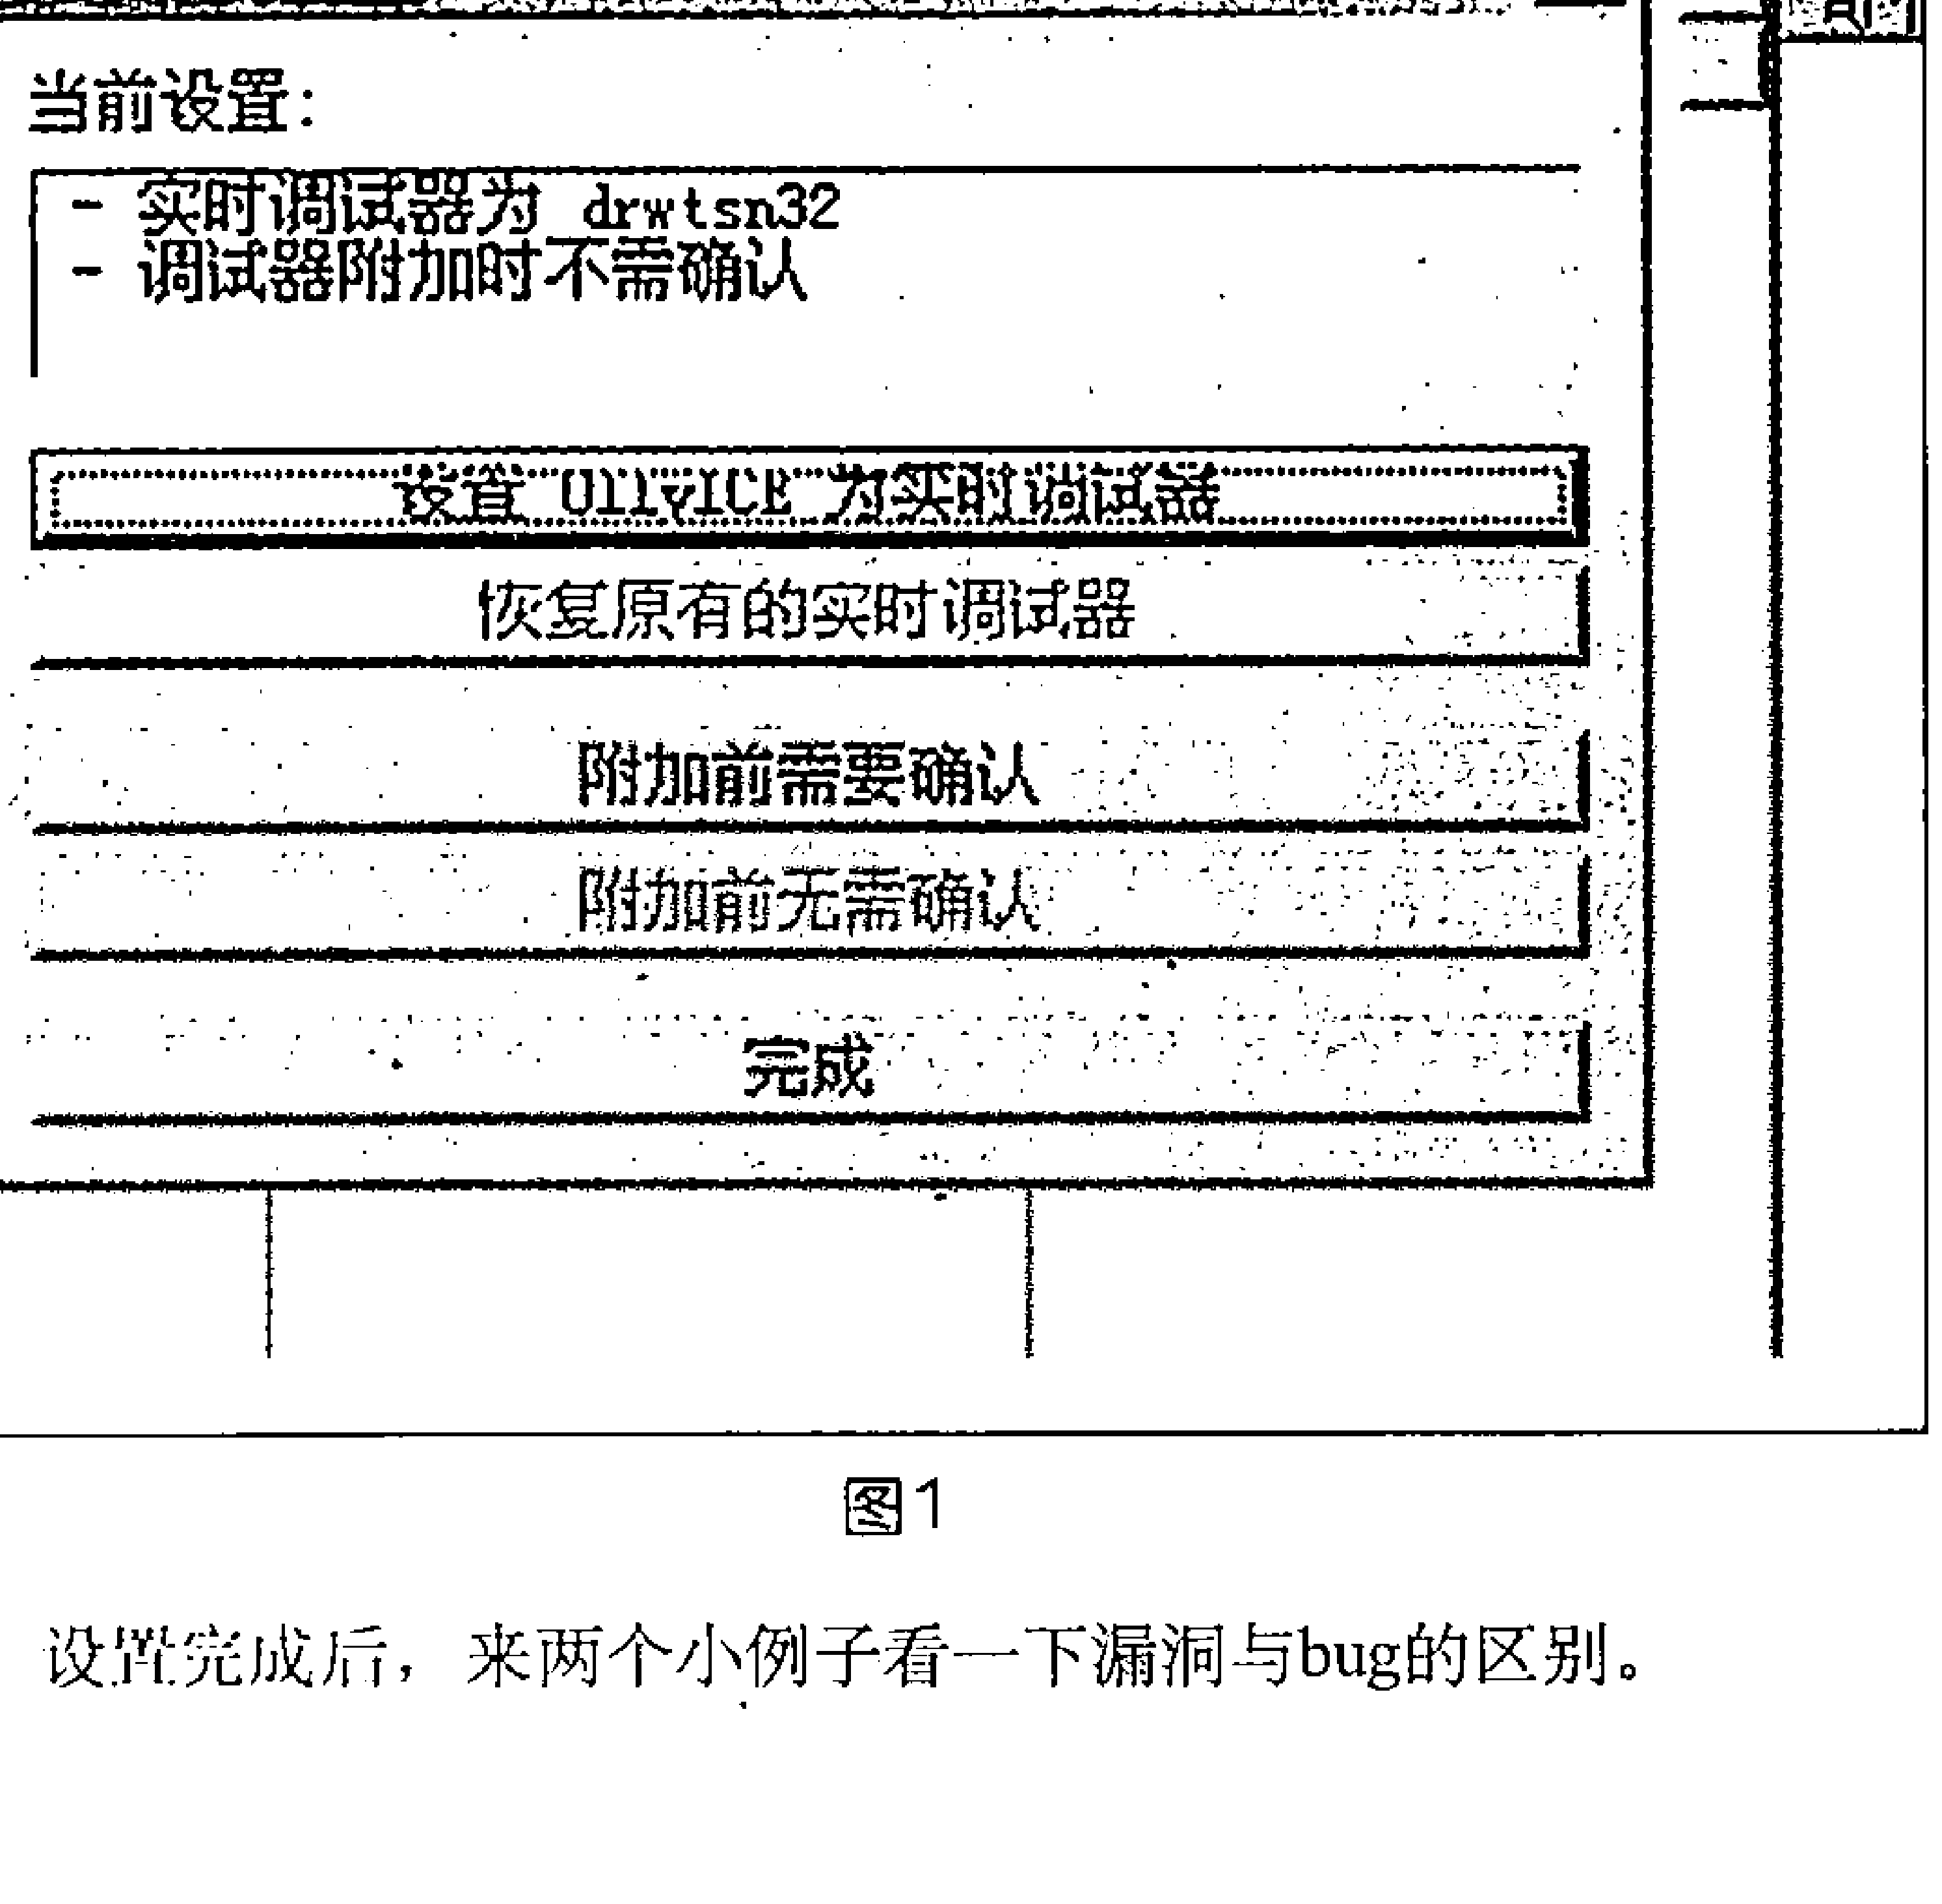 当前设置:
- 实时调试器为 drwtsn32
- 调试器附加时不需确认
设置 OllyICE 为实时调试器
恢复原有的实时调试器
附加前需要确认
附加前无需确认
完成
图1
设置完成后，来两个小例子看一下漏洞与bug的区别。